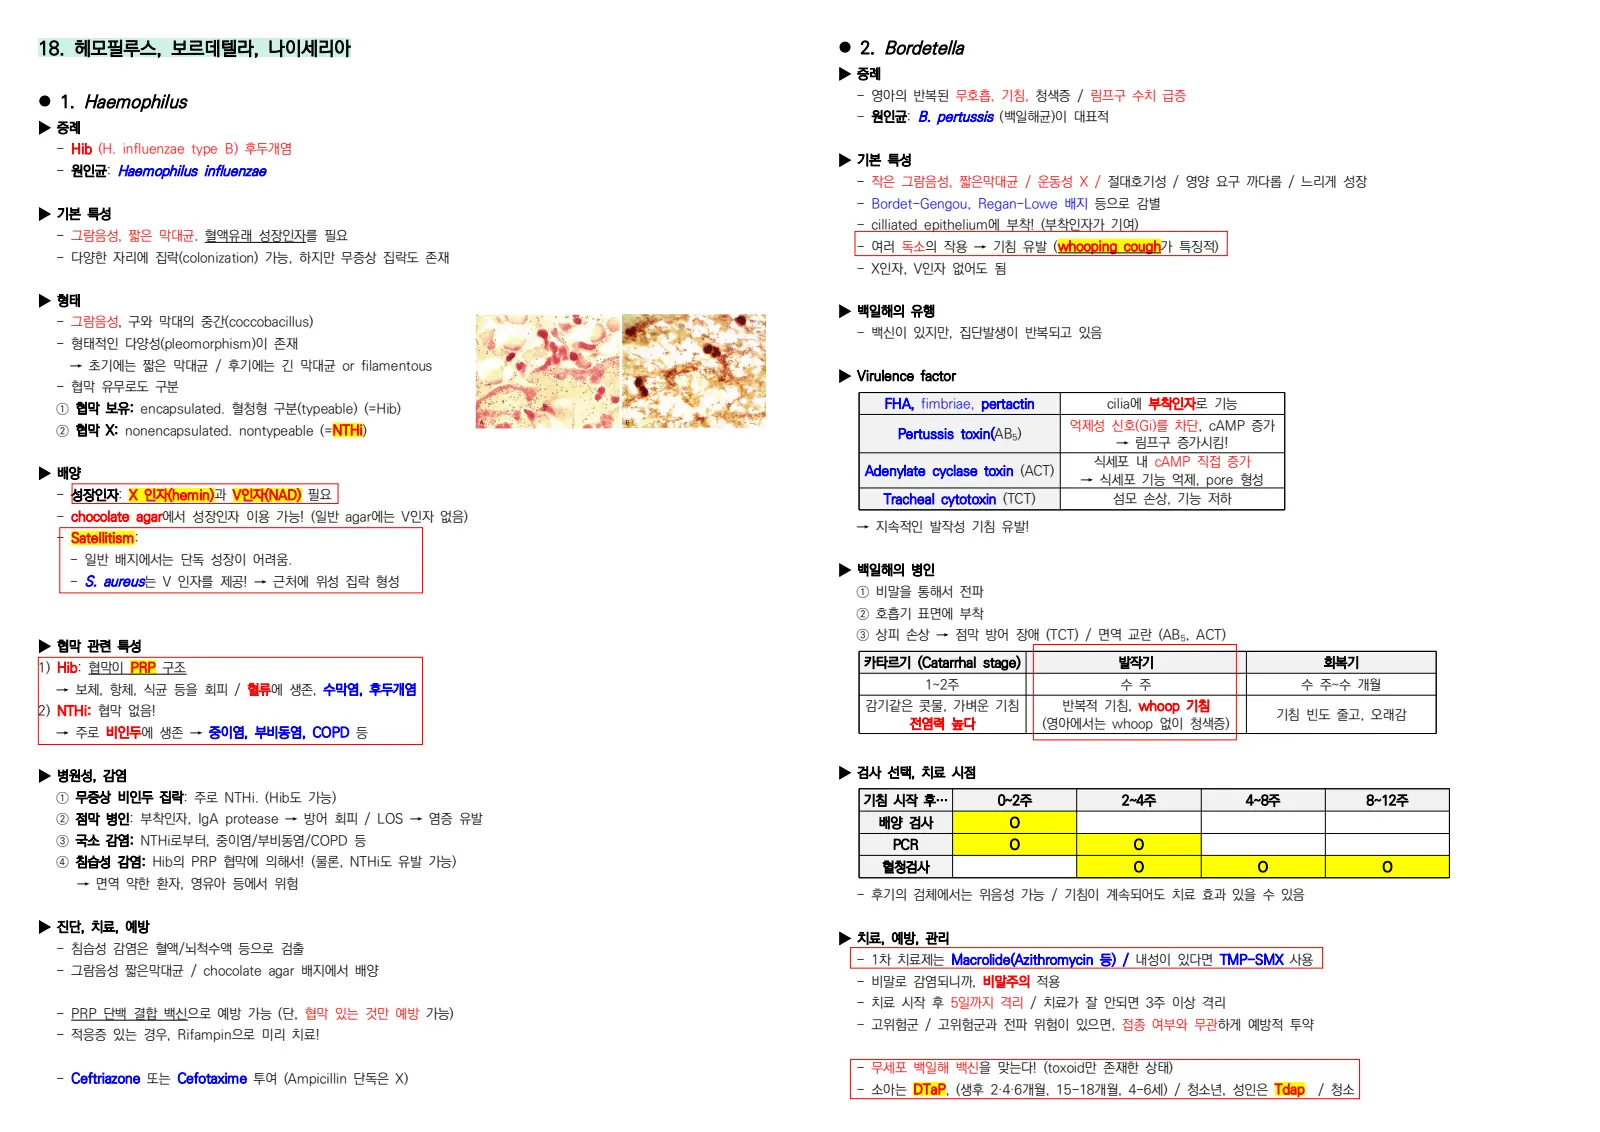 18. 헤모필루스, 보르데텔라, 나이세리아
● 1. Haemophilus
▶ 증례
- Hib (H. influenzae type B) 후두개염
- 원인균: Haemophilus influenzae
▶ 기본 특성
- 그람음성, 짧은 막대균. 혈액유래 성장인자를 필요
- 다양한 자리에 집락(colonization) 가능, 하지만 무증상 집락도 존재
▶ 형태
- 그람음성, 구와 막대의 중간(coccobacillus)
- 형태적인 다양성(pleomorphism)이 존재
→ 초기에는 짧은 막대균 / 후기에는 긴 막대균 or filamentous
- 협막 유무로도 구분
① 협막 보유: encapsulated. 혈청형 구분(typeable) (=Hib)
② 협막 X: nonencapsulated. nontypeable (=NTHi)
A
B
▶ 배양
- 성장인자: X 인자(hemin)과 V인자(NAD) 필요
- chocolate agar에서 성장인자 이용 가능! (일반 agar에는 V인자 없음)
- Satellitism:
- 일반 배지에서는 단독 성장이 어려움.
- S. aureus는 V 인자를 제공! → 근처에 위성 집락 형성
▶ 협막 관련 특성
1) Hib: 협막이 PRP 구조
→ 보체, 항체, 식균 등을 회피 / 혈류에 생존, 수막염, 후두개염
2) NTHi: 협막 없음!
→ 주로 비인두에 생존 → 중이염, 부비동염, COPD 등
▶ 병원성, 감염
① 무증상 비인두 집락: 주로 NTHi. (Hib도 가능)
② 점막 병인: 부착인자, IgA protease → 방어 회피 / LOS → 염증 유발
③ 국소 감염: NTHi로부터, 중이염/부비동염/COPD 등
④ 침습성 감염: Hib의 PRP 협막에 의해서! (물론, NTHi도 유발 가능)
→ 면역 약한 환자, 영유아 등에서 위험
▶ 진단, 치료, 예방
- 침습성 감염은 혈액/뇌척수액 등으로 검출
- 그람음성 짧은막대균 / chocolate agar 배지에서 배양
- PRP 단백 결합 백신으로 예방 가능 (단, 협막 있는 것만 예방 가능)
- 적응증 있는 경우, Rifampin으로 미리 치료!
- Ceftriazone 또는 Cefotaxime 투여 (Ampicillin 단독은 X)
● 2. Bordetella
▶ 증례
- 영아의 반복된 무호흡, 기침, 청색증 / 림프구 수치 급증
- 원인균: B. pertussis (백일해균)이 대표적
▶ 기본 특성
- 작은 그람음성, 짧은막대균 / 운동성 X / 절대호기성 / 영양 요구 까다롭 / 느리게 성장
- Bordet-Gengou, Regan-Lowe 배지 등으로 감별
- cilliated epithelium에 부착! (부착인자가 기여)
- 여러 독소의 작용 → 기침 유발 (whooping cough가 특징적)
- X인자, V인자 없어도 됨
▶ 백일해의 유행
- 백신이 있지만, 집단발생이 반복되고 있음
▶ Virulence factor
FHA, fimbriae, pertactin | cilia에 부착인자로 기능
Pertussis toxin(AB₅) | 억제성 신호(Gi)를 차단, cAMP 증가
→ 림프구 증가시킴!
Adenylate cyclase toxin (ACT) | 식세포 내 cAMP 직접 증가
→ 식세포 기능 억제, pore 형성
Tracheal cytotoxin (TCT) | 섬모 손상, 기능 저하
→ 지속적인 발작성 기침 유발!
▶ 백일해의 병인
① 비말을 통해서 전파
② 호흡기 표면에 부착
③ 상피 손상 → 점막 방어 장애 (TCT) / 면역 교란 (AB₅, ACT)
카타르기 (Catarrhal stage) | 발작기 | 회복기
1~2주 | 수 주 | 수 주~수 개월
감기같은 콧물, 가벼운 기침 | 반복적 기침, whoop 기침 | 기침 빈도 줄고, 오래감
전염력 높다 | (영아에서는 whoop 없이 청색증)
▶ 검사 선택, 치료 시점
기침 시작 후… | 0~2주 | 2~4주 | 4~8주 | 8~12주
배양 검사 | O
PCR | O | O
혈청검사 | O | O | O
- 후기의 검체에서는 위음성 가능 / 기침이 계속되어도 치료 효과 있을 수 있음
▶ 치료, 예방, 관리
- 1차 치료제는 Macrolide(Azithromycin 등) / 내성이 있다면 TMP-SMX 사용
- 비말로 감염되니까, 비말주의 적용
- 치료 시작 후 5일까지 격리 / 치료가 잘 안되면 3주 이상 격리
- 고위험군 / 고위험군과 전파 위험이 있으면, 접종 여부와 무관하게 예방적 투약
- 무세포 백일해 백신을 맞는다! (toxoid만 존재한 상태)
- 소아는 DTaP, (생후 2·4·6개월, 15-18개월, 4-6세) / 청소년, 성인은 Tdap / 청소